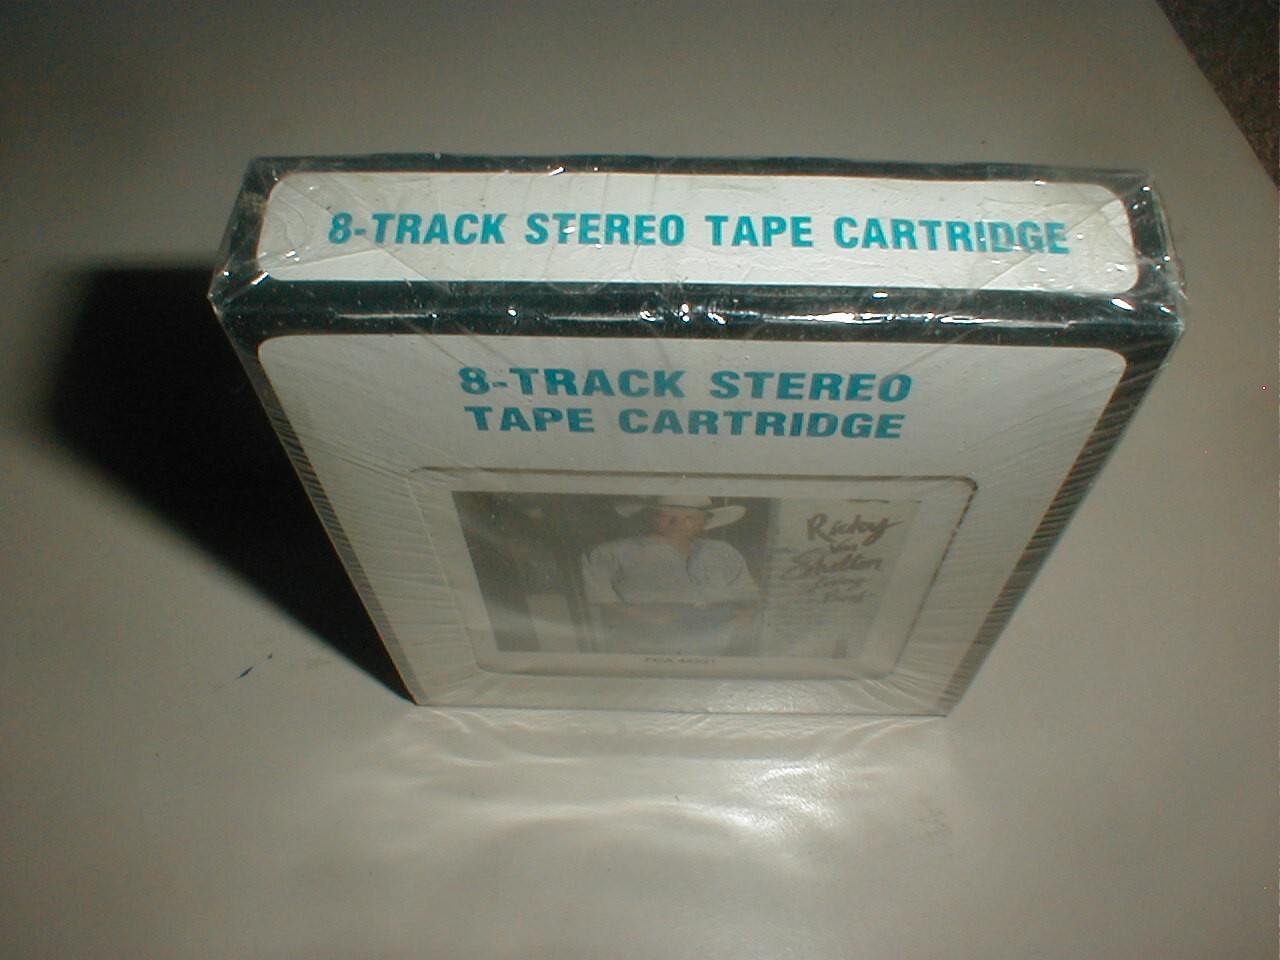 8-TRACK STEREO TAPE CARTRIDGE
8-TRACK STEREO
TAPE CARTRIDGE
Ricky
Van
Shelton